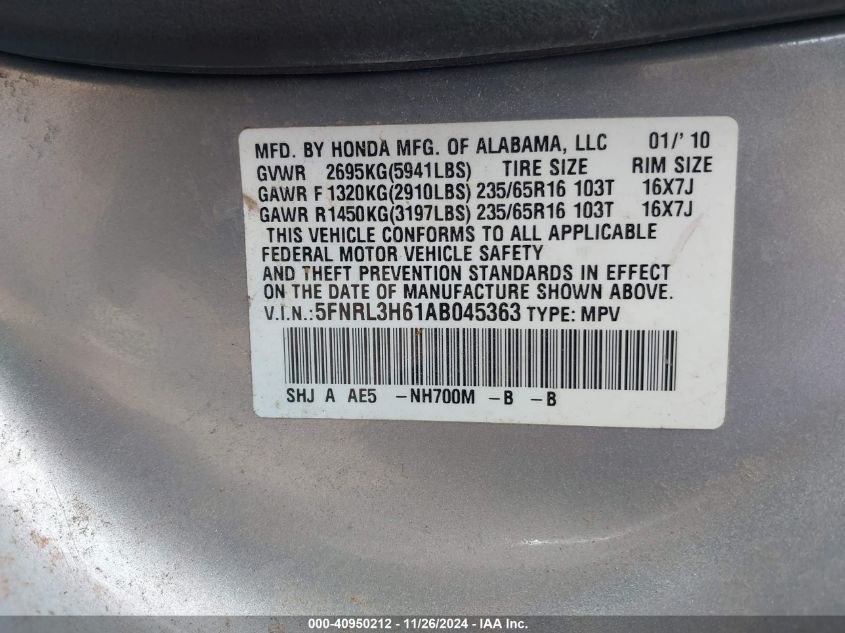 MFD. BY HONDA MFG. OF ALABAMA, LLC 01/'10
GVWR 2695KG(5941LBS) TIRE SIZE RIM SIZE
GAWR F1320KG(2910LBS) 235/65R16 103T 16X7J
GAWR R1450KG(3197LBS) 235/65R16 103T 16X7J
THIS VEHICLE CONFORMS TO ALL APPLICABLE
FEDERAL MOTOR VEHICLE SAFETY
AND THEFT PREVENTION STANDARDS IN EFFECT
ON THE DATE OF MANUFACTURE SHOWN ABOVE.
V.I.N.:5FNRL3H61AB045363 TYPE: MPV
SHJ A AE5 -NH700M -B -B
000-40950212 - 11/26/2024 - IAA Inc.